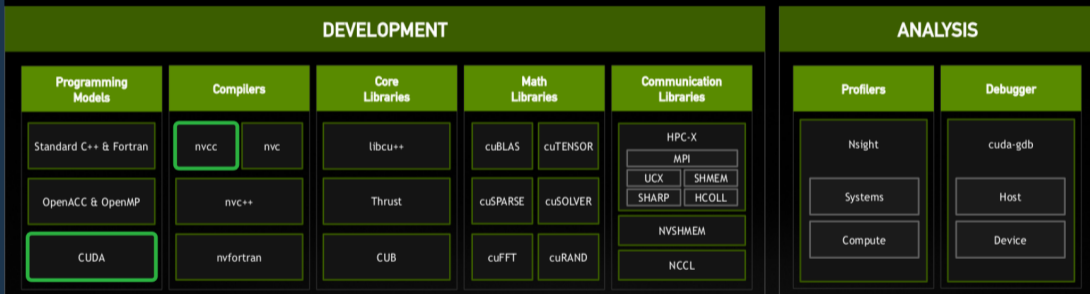 DEVELOPMENT
Programming
Models
Standard C++ & Fortran
OpenACC & OpenMP
CUDA
Compilers
nvcc
nvc
nvc++
nvfortran
Core
Libraries
libcu++
Thrust
CUB
Math
Libraries
cuBLAS
cuTENSOR
cuSPARSE
cuSOLVER
cuFFT
cuRAND
Communication
Libraries
HPC-X
MPI
UCX
SHMEM
SHARP
HCOLL
NVSHMEM
NCCL
ANALYSIS
Profilers
Nsight
Systems
Compute
Debugger
cuda-gdb
Host
Device